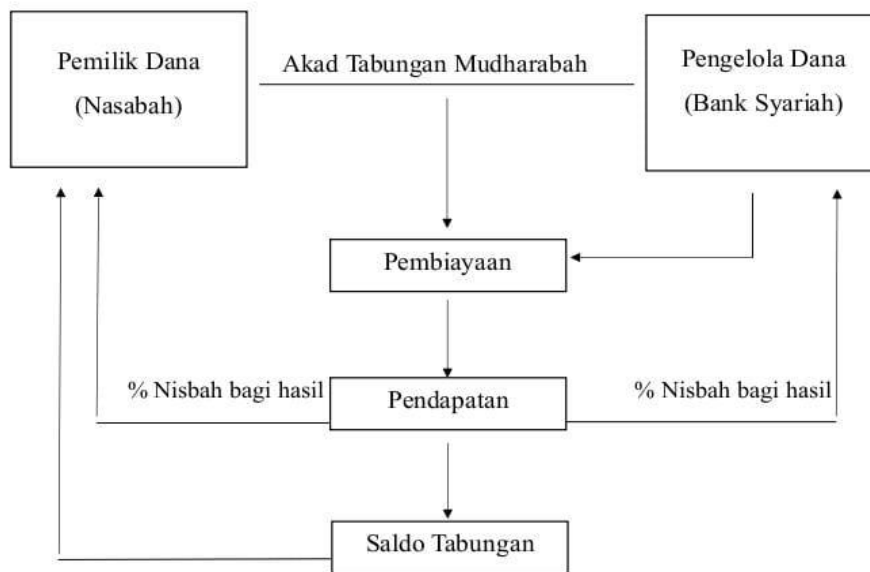 Pemilik Dana
(Nasabah)
Akad Tabungan Mudharabah
Pengelola Dana
(Bank Syariah)
Pembiayaan
% Nisbah bagi hasil
Pendapatan
% Nisbah bagi hasil
Saldo Tabungan